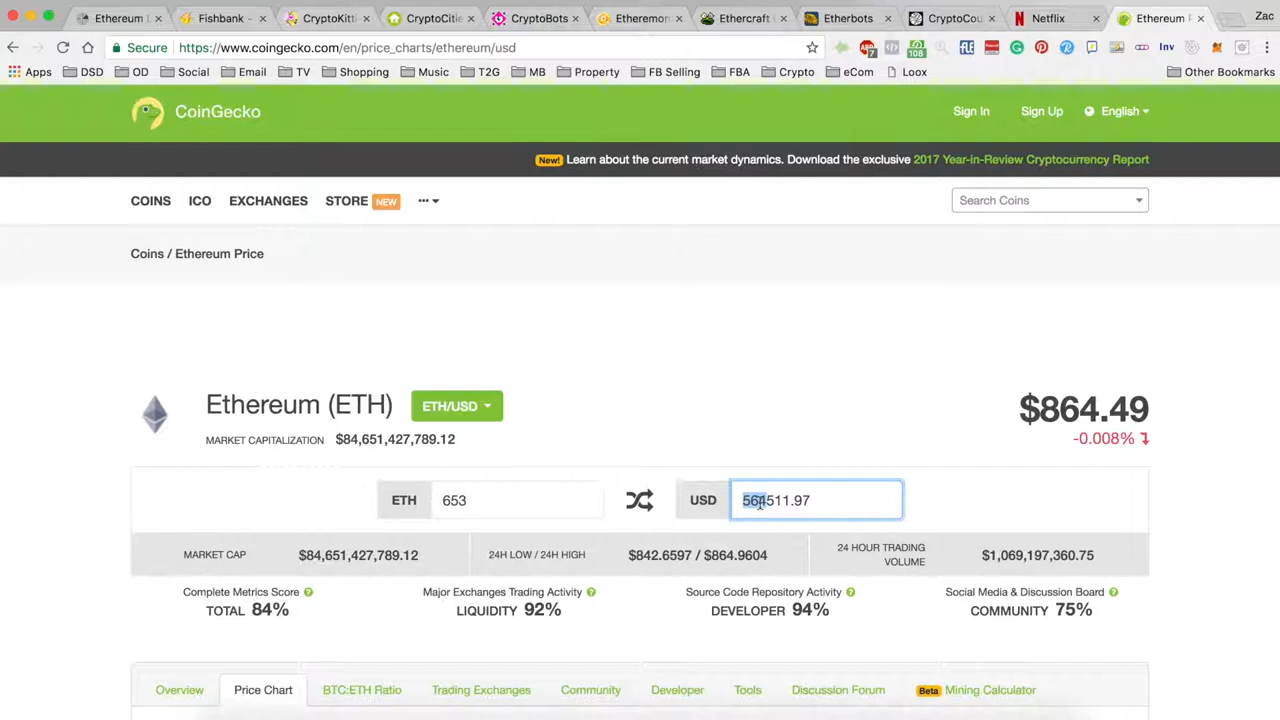 Ethereum L
Fishbank -
CryptoKitt
CryptoCitie
CryptoBots
Etheremon
Ethercraft
Etherbots
CryptoCou
Netflix
Ethereum P
Zac
Secure
https://www.coingecko.com/en/price_charts/ethereum/usd
7
108
Inv
Apps
DSD
OD
Social
Email
TV
Shopping
Music
T2G
MB
Property
FB Selling
FBA
Crypto
eCom
Loox
Other Bookmarks
CoinGecko
Sign In
Sign Up
English
New! Learn about the current market dynamics. Download the exclusive 2017 Year-in-Review Cryptocurrency Report
COINS
ICO
EXCHANGES
STORE NEW
Search Coins
Coins / Ethereum Price
Ethereum (ETH)
ETH/USD
$864.49
MARKET CAPITALIZATION $84,651,427,789.12
-0.008%
ETH 653
USD 564511.97
MARKET CAP $84,651,427,789.12
24H LOW / 24H HIGH $842.6597 / $864.9604
24 HOUR TRADING
VOLUME
$1,069,197,360.75
Complete Metrics Score
TOTAL 84%
Major Exchanges Trading Activity
LIQUIDITY 92%
Source Code Repository Activity
DEVELOPER 94%
Social Media & Discussion Board
COMMUNITY 75%
Overview
Price Chart
BTC:ETH Ratio
Trading Exchanges
Community
Developer
Tools
Discussion Forum
Beta Mining Calculator